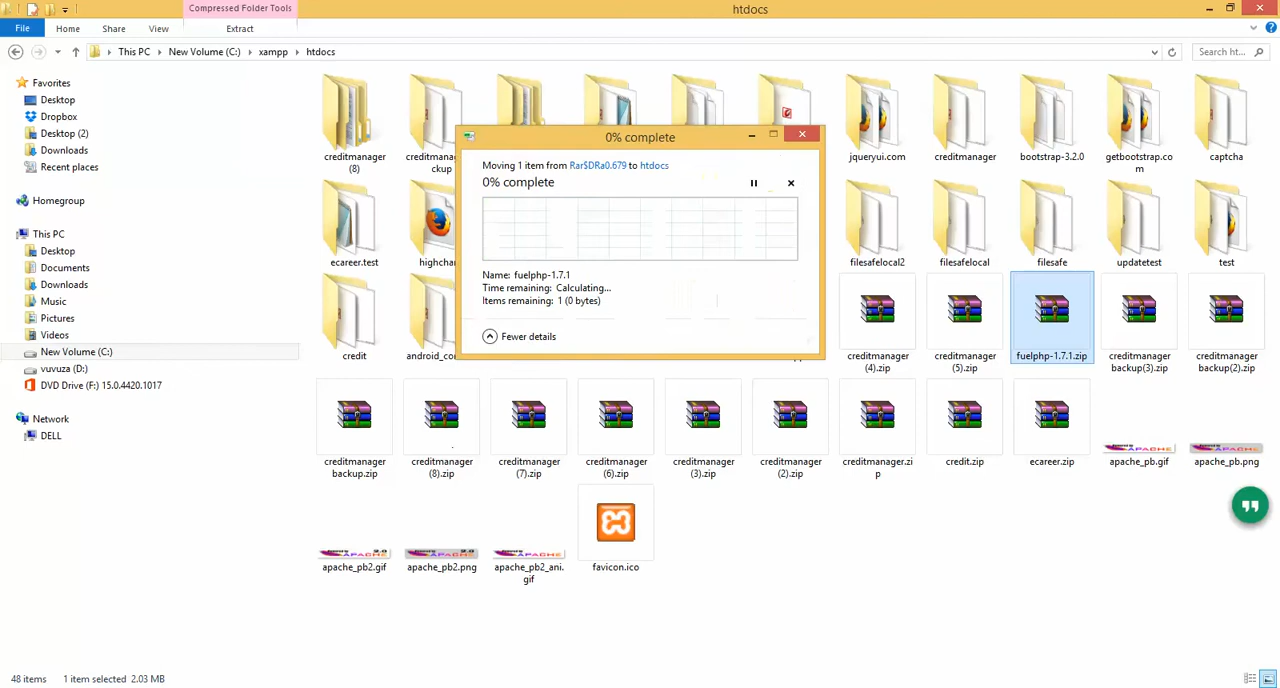 Compressed Folder Tools
htdocs
File
Home
Share
View
Extract
This PC
New Volume (C:)
xampp
htdocs
Search ht...
Favorites
Desktop
Dropbox
Desktop (2)
Downloads
Recent places
Homegroup
This PC
Desktop
Documents
Downloads
Music
Pictures
Videos
New Volume (C:)
vuvuza (D:)
DVD Drive (F:) 15.0.4420.1017
Network
DELL
creditmanager
(8)
creditmanager
jqueryui.com
creditmanager
bootstrap-3.2.0
getbootstrap.co
m
captcha
0% complete
Moving 1 item from Rar$DRa0.679 to htdocs
0% complete
Name: fuelphp-1.7.1
Time remaining: Calculating...
Items remaining: 1 (0 bytes)
Fewer details
ecareer.test
filesafelocal2
filesafelocal
filesafe
updatetest
test
credit
creditmanager
(4).zip
creditmanager
(5).zip
fuelphp-1.7.1.zip
creditmanager
backup(3).zip
creditmanager
backup(2).zip
creditmanager
backup.zip
creditmanager
(8).zip
creditmanager
(7).zip
creditmanager
(6).zip
creditmanager
(3).zip
creditmanager
(2).zip
creditmanager.zi
p
credit.zip
ecareer.zip
apache_pb.gif
apache_pb.png
apache_pb2.gif
apache_pb2.png
apache_pb2_ani.
gif
favicon.ico
48 items
1 item selected 2.03 MB